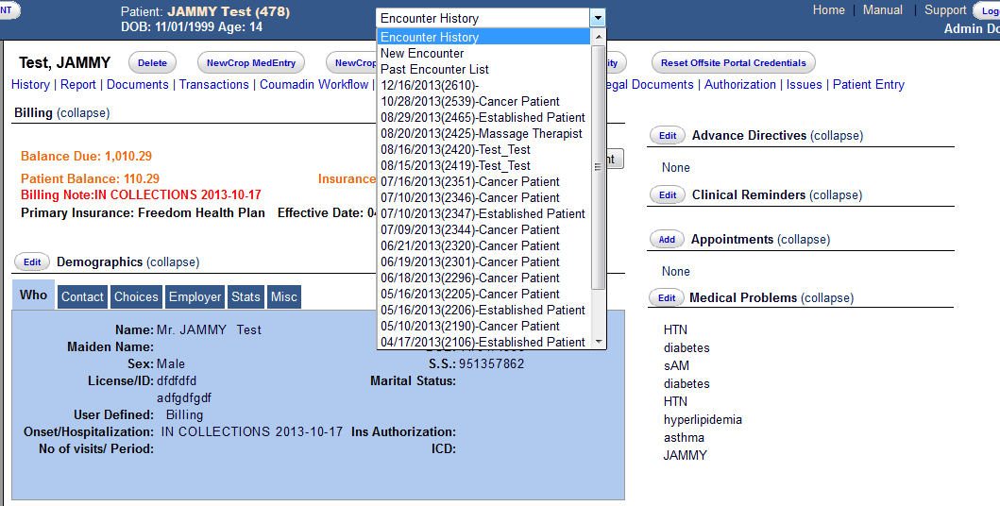 NT
Patient: JAMMY Test (478)
DOB: 11/01/1999 Age: 14
Encounter History
Home | Manual | Support
Admin
Test, JAMMY
Delete
NewCrop MedEntry
NewCrop
Reset Offsite Portal Credentials
History | Report | Documents | Transactions | Coumadin Workflow |
Documents | Authorization | Issues | Patient Entry
Encounter History
New Encounter
Past Encounter List
12/16/2013(2610)-
10/28/2013(2539)-Cancer Patient
08/29/2013(2465)-Established Patient
08/20/2013(2425)-Massage Therapist
08/16/2013(2420)-Test_Test
08/15/2013(2419)-Test_Test
07/16/2013(2351)-Cancer Patient
07/10/2013(2346)-Cancer Patient
07/10/2013(2347)-Established Patient
07/09/2013(2344)-Cancer Patient
06/21/2013(2320)-Cancer Patient
06/19/2013(2301)-Cancer Patient
06/18/2013(2296)-Cancer Patient
05/16/2013(2205)-Cancer Patient
05/16/2013(2206)-Established Patient
05/10/2013(2190)-Cancer Patient
04/17/2013(2106)-Established Patient
Billing (collapse)
Balance Due: 1,010.29
Patient Balance: 110.29
Insurance
Billing Note:IN COLLECTIONS 2013-10-17
Primary Insurance: Freedom Health Plan Effective Date:
Edit Demographics (collapse)
Who Contact Choices Employer Stats Misc
Name: Mr. JAMMY Test
Maiden Name:
Sex: Male
S.S.: 951357862
License/ID: dfdfdfd
Marital Status:
adfgdfgdf
User Defined: Billing
Onset/Hospitalization: IN COLLECTIONS 2013-10-17 Ins Authorization:
No of visits/ Period:
ICD:
Edit Advance Directives (collapse)
None
Edit Clinical Reminders (collapse)
Add Appointments (collapse)
None
Edit Medical Problems (collapse)
HTN
diabetes
sAM
diabetes
HTN
hyperlipidemia
asthma
JAMMY